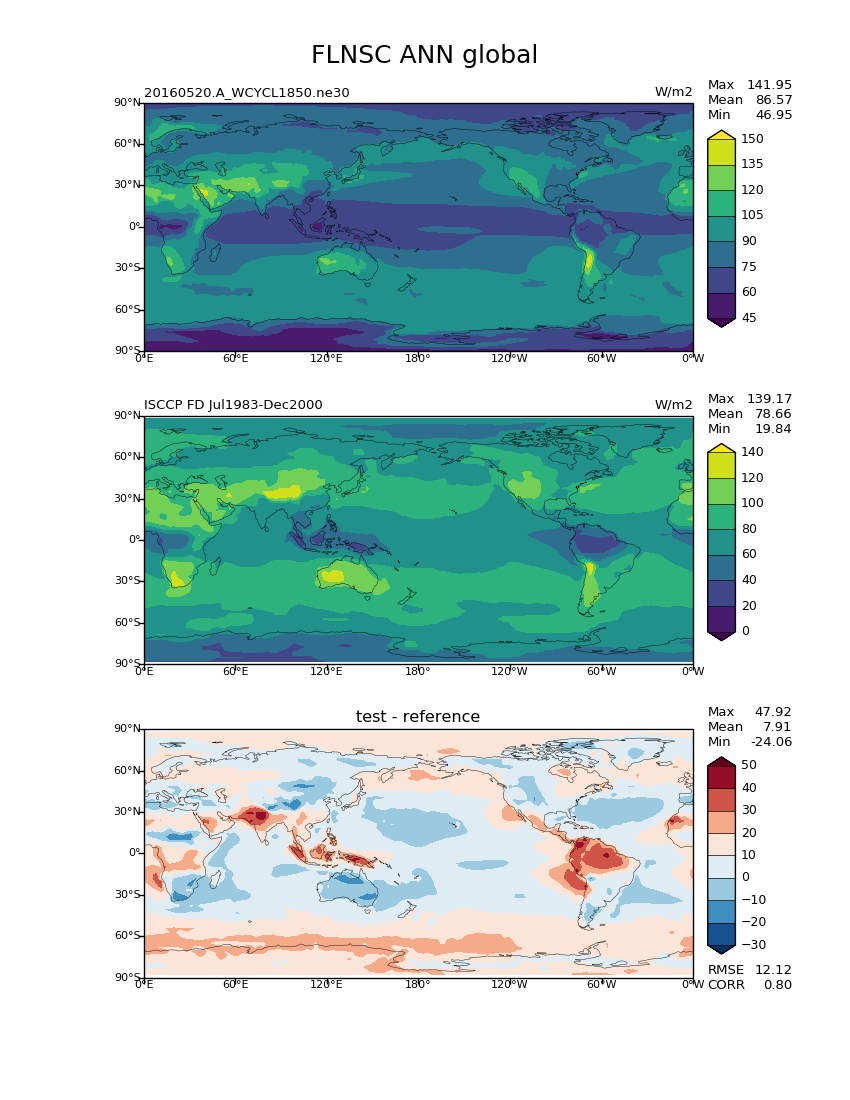 FLNSC ANN global
20160520.A_WCYCL1850.ne30 W/m2
Max 141.95
Mean 86.57
Min 46.95
90°N
60°N
30°N
0°
30°S
60°S
90°S
0°E 60°E 120°E 180° 120°W 60°W 0°W
150
135
120
105
90
75
60
45
ISCCP FD Jul1983-Dec2000 W/m2
Max 139.17
Mean 78.66
Min 19.84
90°N
60°N
30°N
0°
30°S
60°S
90°S
0°E 60°E 120°E 180° 120°W 60°W 0°W
140
120
100
80
60
40
20
0
test - reference
Max 47.92
Mean 7.91
Min -24.06
90°N
60°N
30°N
0°
30°S
60°S
90°S
0°E 60°E 120°E 180° 120°W 60°W 0°W
50
40
30
20
10
0
−10
−20
−30
RMSE 12.12
CORR 0.80